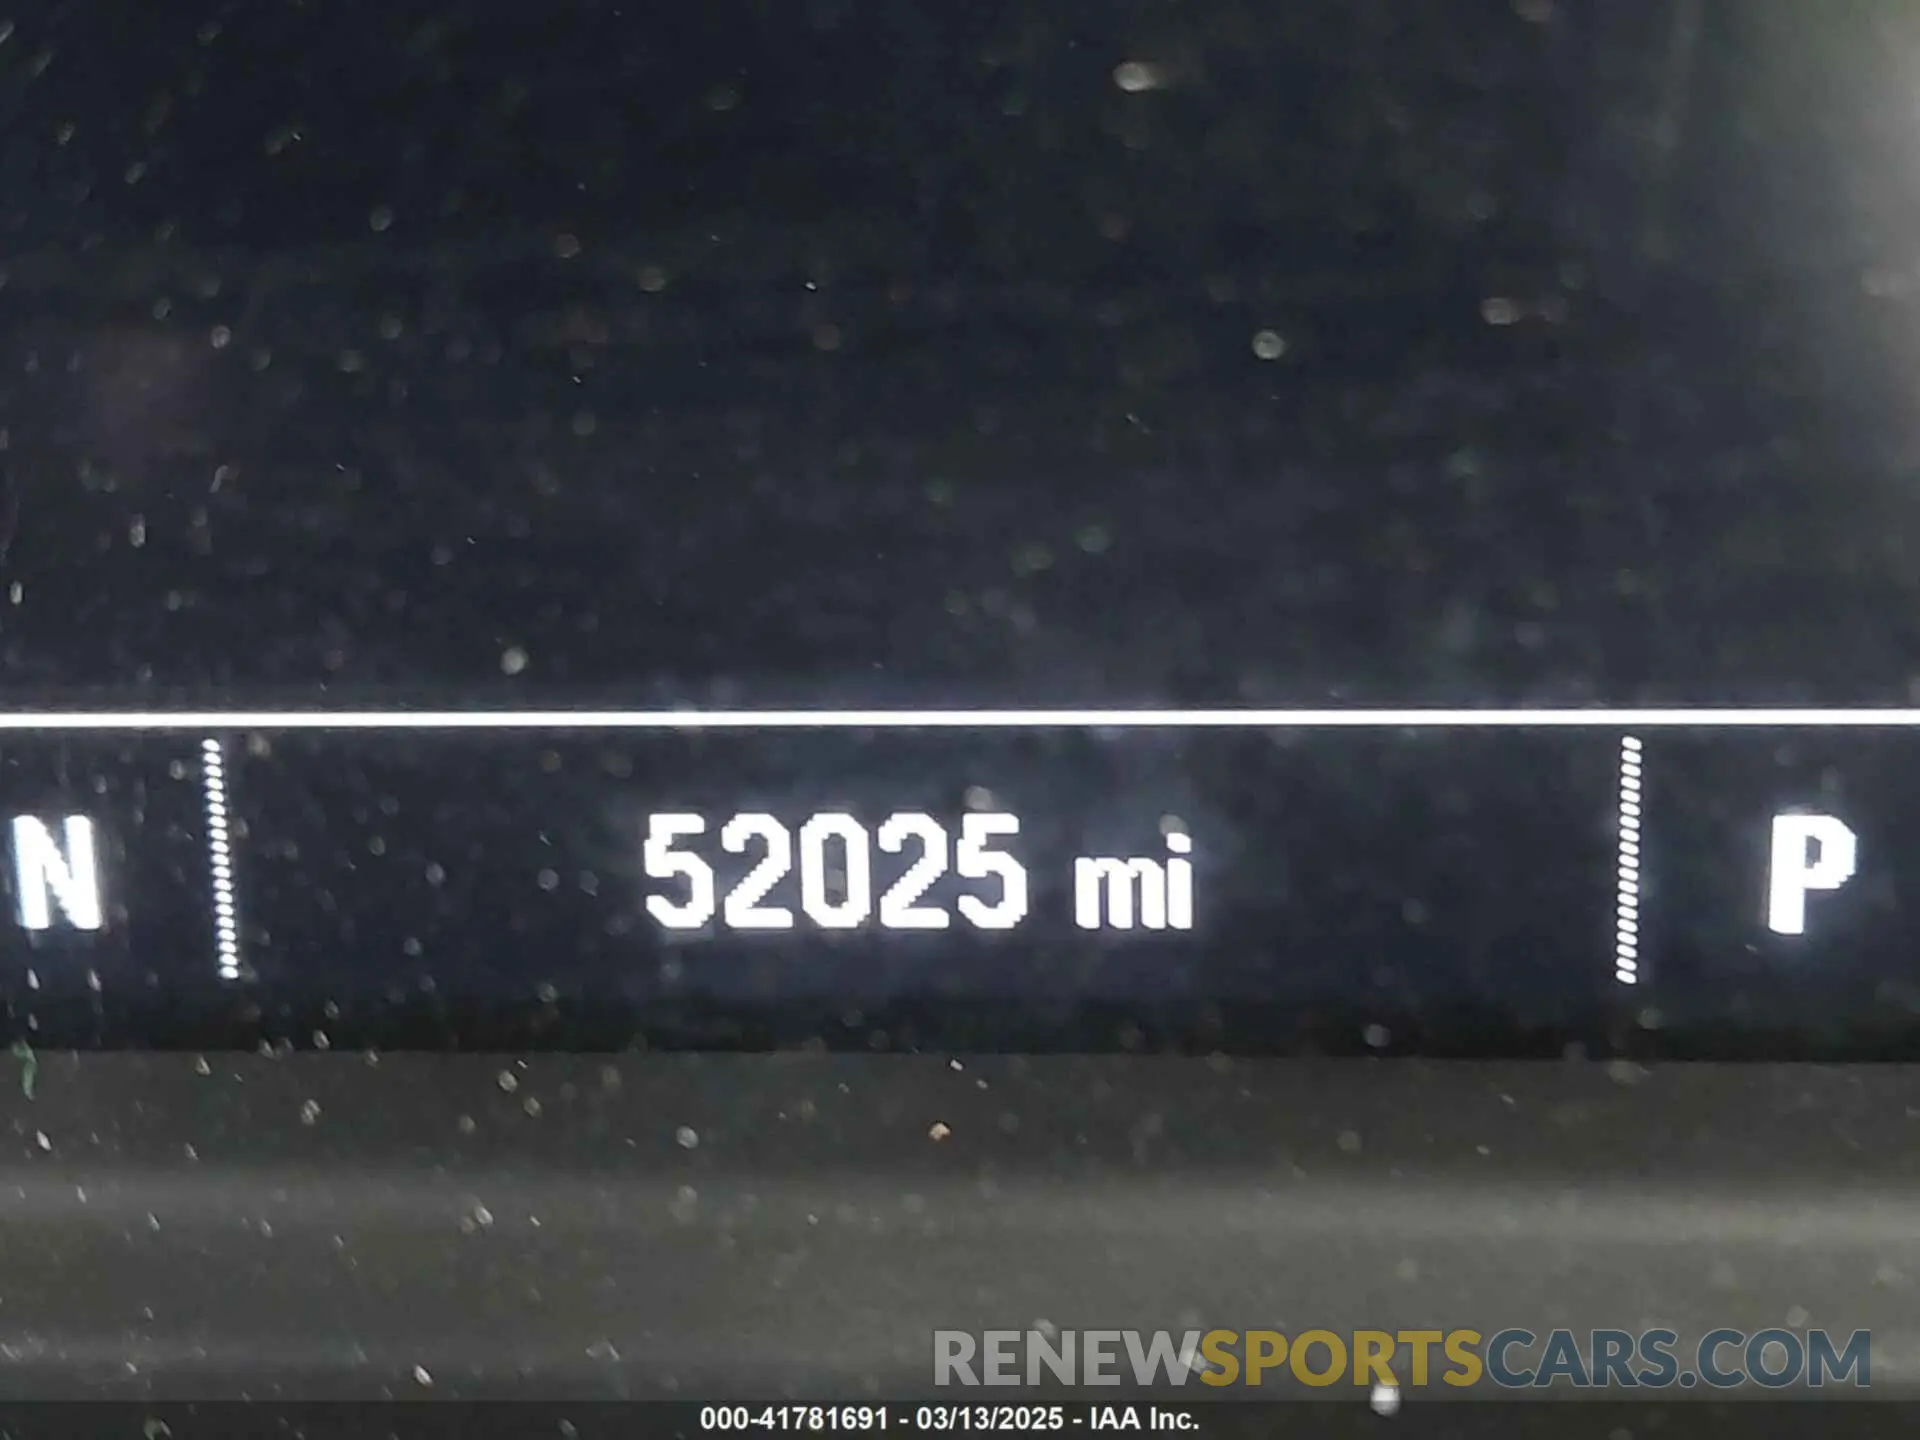 N 52025 mi P
RENEWSPORTSCARS.COM
000-41781691 - 03/13/2025 - IAA Inc.